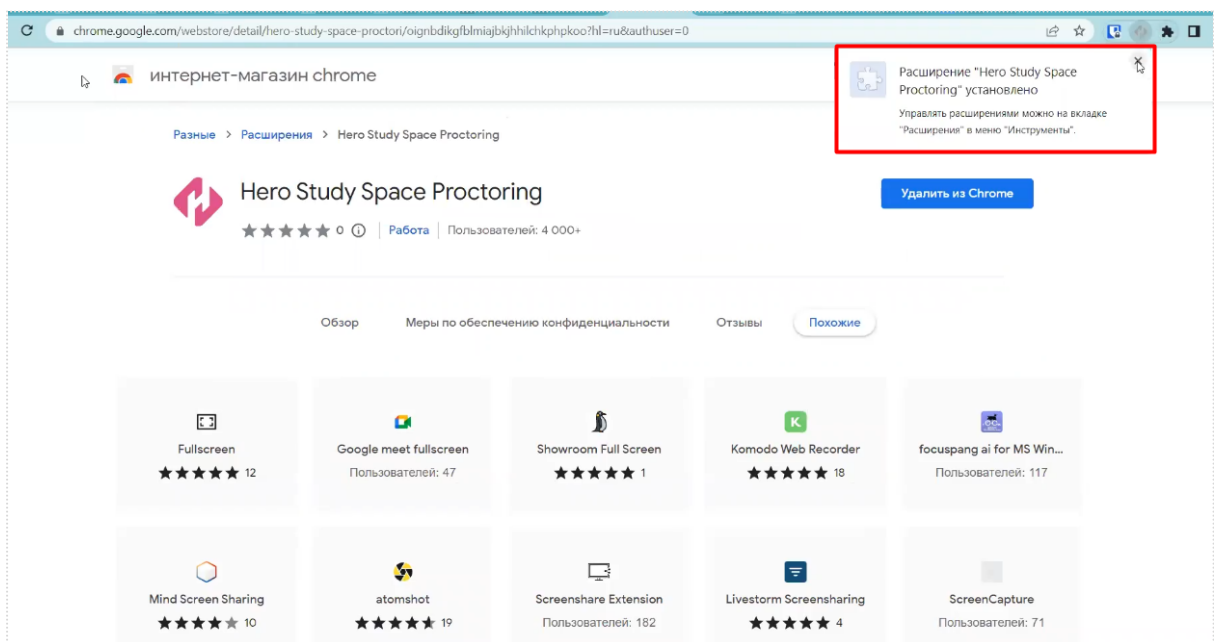 chrome.google.com/webstore/detail/hero-study-space-proctori/oignbdikgfblmiajbkjhhilchkphpkoo?hl=ru&authuser=0
интернет-магазин chrome
Расширение "Hero Study Space
Proctoring" установлено
Управлять расширениями можно на вкладке
"Расширения" в меню "Инструменты".
Разные > Расширения > Hero Study Space Proctoring
Hero Study Space Proctoring
Удалить из Chrome
0 Работа Пользователей: 4 000+
Обзор Меры по обеспечению конфиденциальности Отзывы Похожие
Fullscreen Google meet fullscreen Showroom Full Screen Komodo Web Recorder focuspang ai for MS Win...
12 Пользователей: 47 1 18 Пользователей: 117
Mind Screen Sharing atomshot Screenshare Extension Livestorm Screensharing ScreenCapture
10 19 Пользователей: 182 4 Пользователей: 71